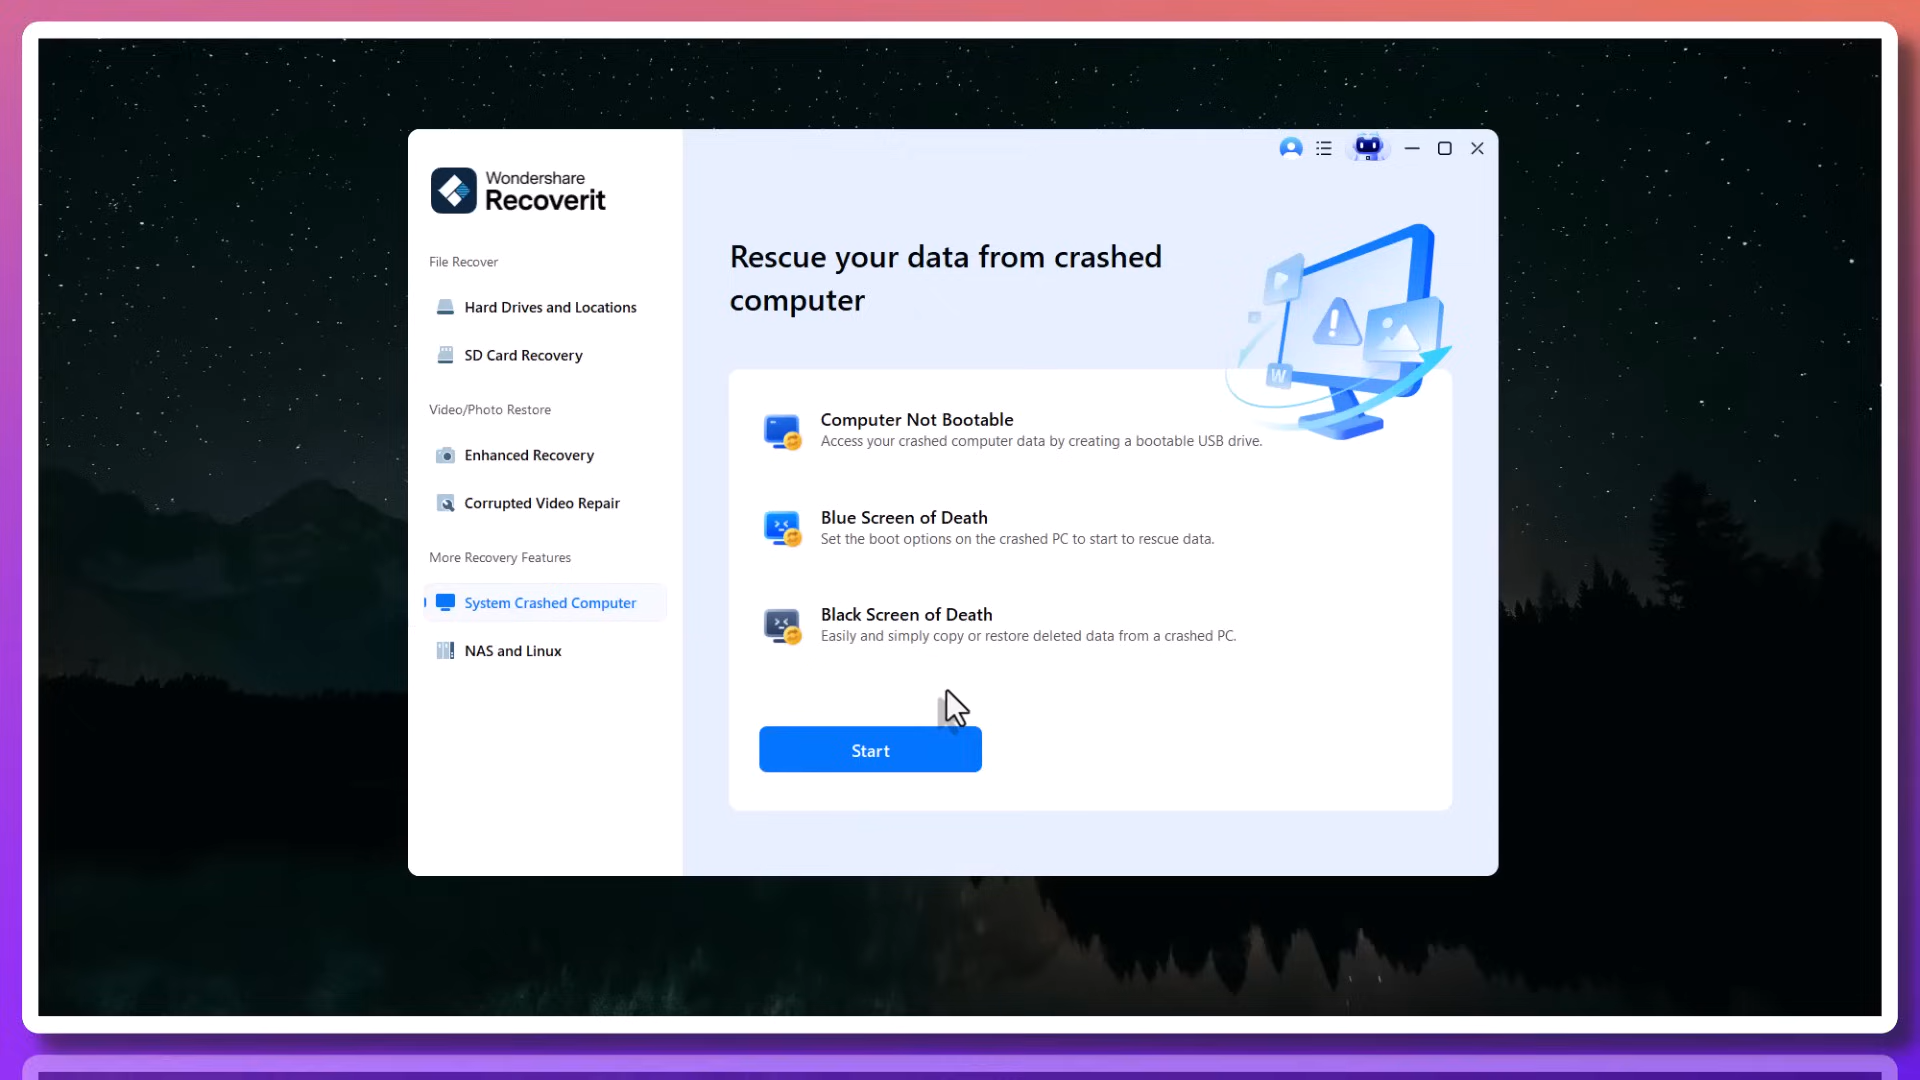 Wondershare
Recoverit
File Recover
Hard Drives and Locations
SD Card Recovery
Video/Photo Restore
Enhanced Recovery
Corrupted Video Repair
More Recovery Features
System Crashed Computer
NAS and Linux
Rescue your data from crashed
computer
W
Computer Not Bootable
Access your crashed computer data by creating a bootable USB drive.
Blue Screen of Death
Set the boot options on the crashed PC to start to rescue data.
Black Screen of Death
Easily and simply copy or restore deleted data from a crashed PC.
Start